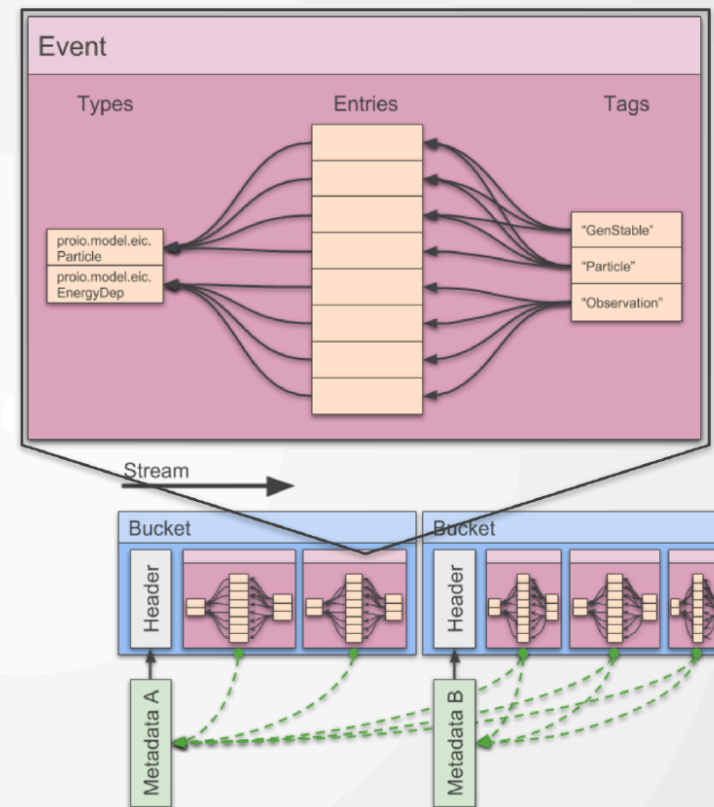 Event
Types
Entries
Tags
proio.model.eic.
Particle
proio.model.eic.
EnergyDep
“GenStable”
“Particle”
“Observation”
Stream
Bucket
Bucket
Header
Header
Metadata A
Metadata B